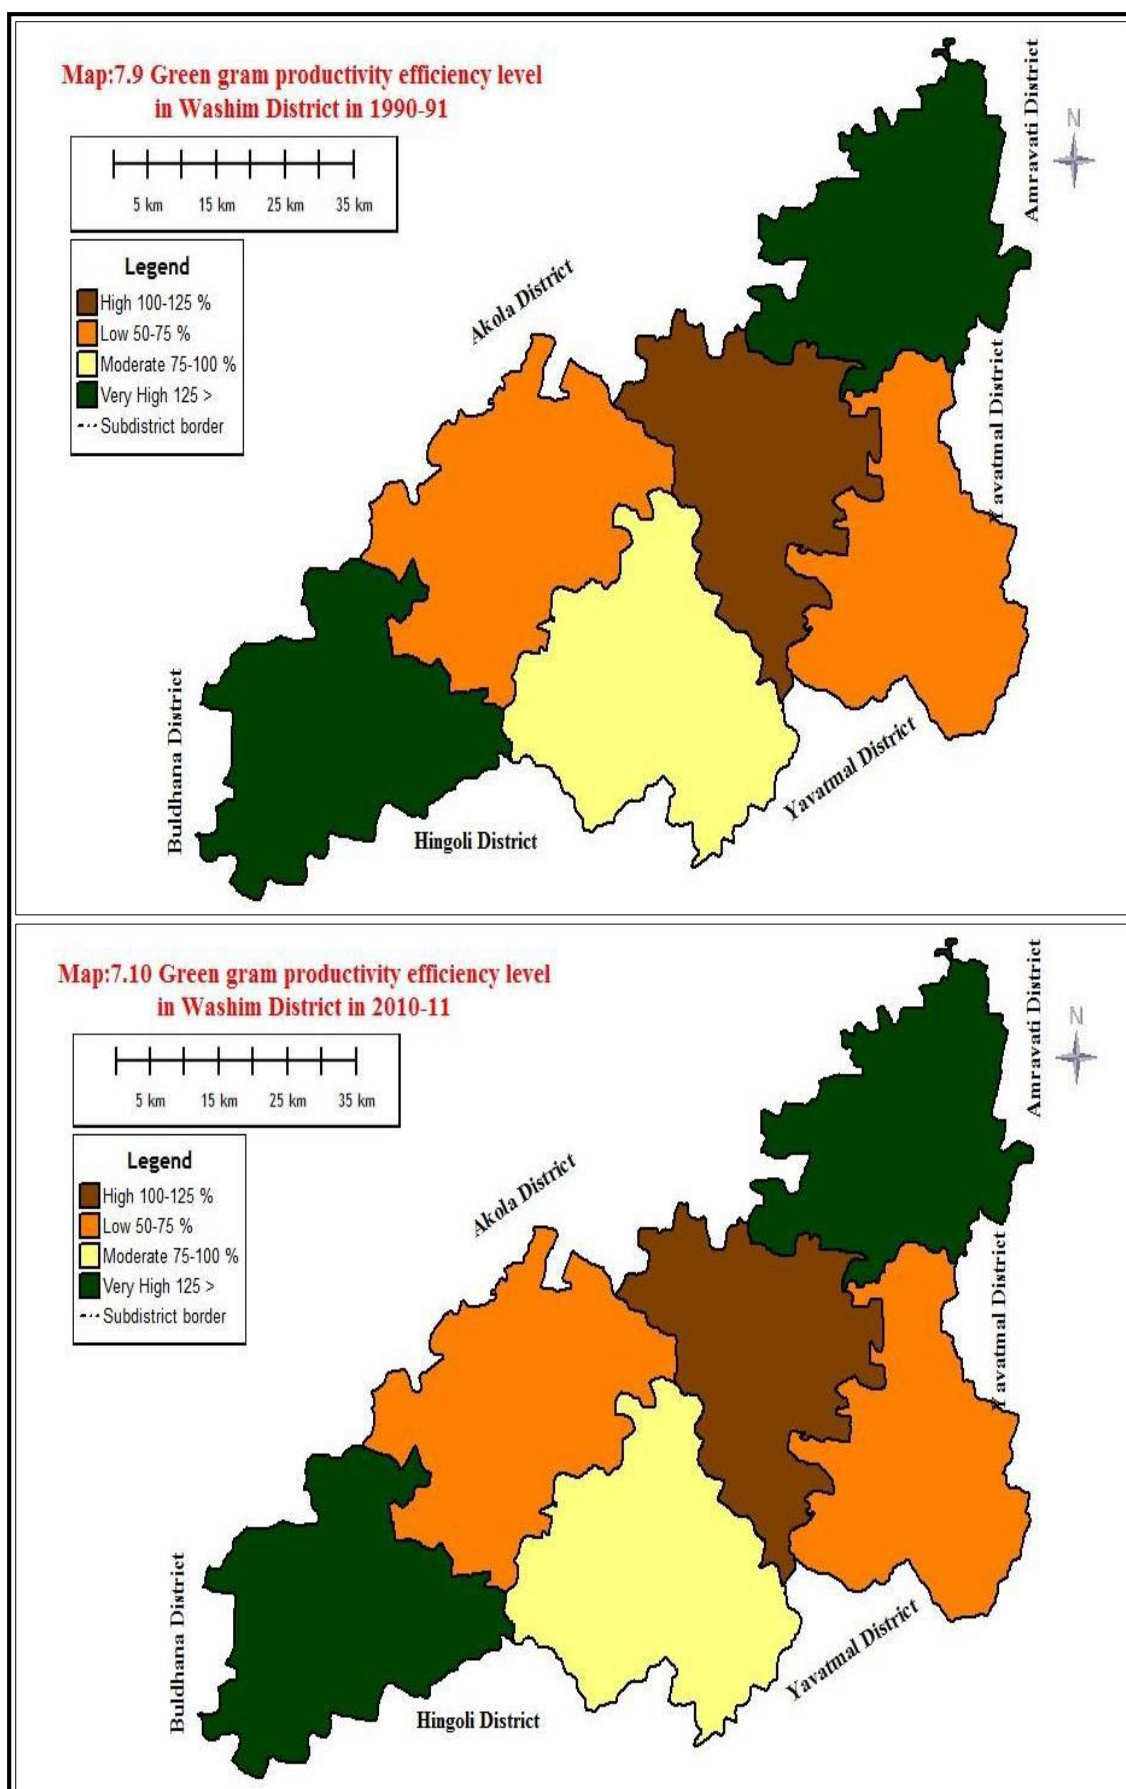 Map:7.9 Green gram productivity efficiency level
in Washim District in 1990-91
5 km 15 km 25 km 35 km
Legend
High 100-125 %
Low 50-75 %
Moderate 75-100 %
Very High 125 >
Subdistrict border
N
Amravati District
Akola District
Yavatmal District
Buldhana District
Yavatmal District
Hingoli District
Map:7.10 Green gram productivity efficiency level
in Washim District in 2010-11
5 km 15 km 25 km 35 km
Legend
High 100-125 %
Low 50-75 %
Moderate 75-100 %
Very High 125 >
Subdistrict border
N
Amravati District
Akola District
Yavatmal District
Buldhana District
Yavatmal District
Hingoli District